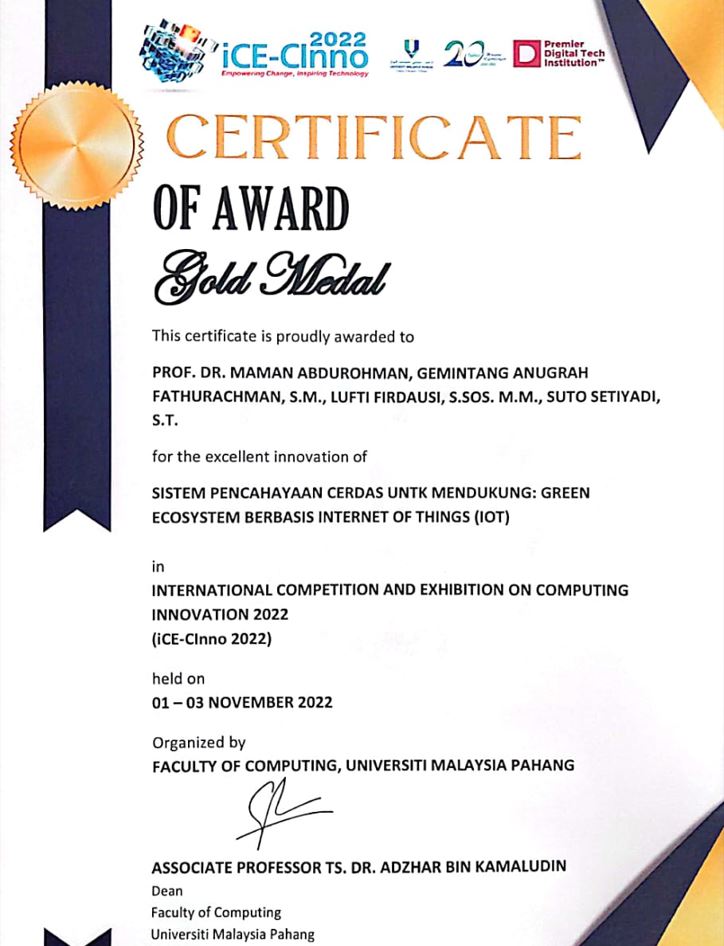 2022
iCE-CInno
Empowering Change, Inspiring Technology
20
Premier
Digital Tech
Institution™
CERTIFICATE
OF AWARD
Gold Medal
This certificate is proudly awarded to
PROF. DR. MAMAN ABDUROHMAN, GEMINTANG ANUGRAH
FATHURACHMAN, S.M., LUFTI FIRDAUSI, S.SOS. M.M., SUTO SETIYADI,
S.T.
for the excellent innovation of
SISTEM PENCAHAYAAN CERDAS UNTK MENDUKUNG: GREEN
ECOSYSTEM BERBASIS INTERNET OF THINGS (IOT)
in
INTERNATIONAL COMPETITION AND EXHIBITION ON COMPUTING
INNOVATION 2022
(iCE-CInno 2022)
held on
01 – 03 NOVEMBER 2022
Organized by
FACULTY OF COMPUTING, UNIVERSITI MALAYSIA PAHANG
ASSOCIATE PROFESSOR TS. DR. ADZHAR BIN KAMALUDIN
Dean
Faculty of Computing
Universiti Malaysia Pahang